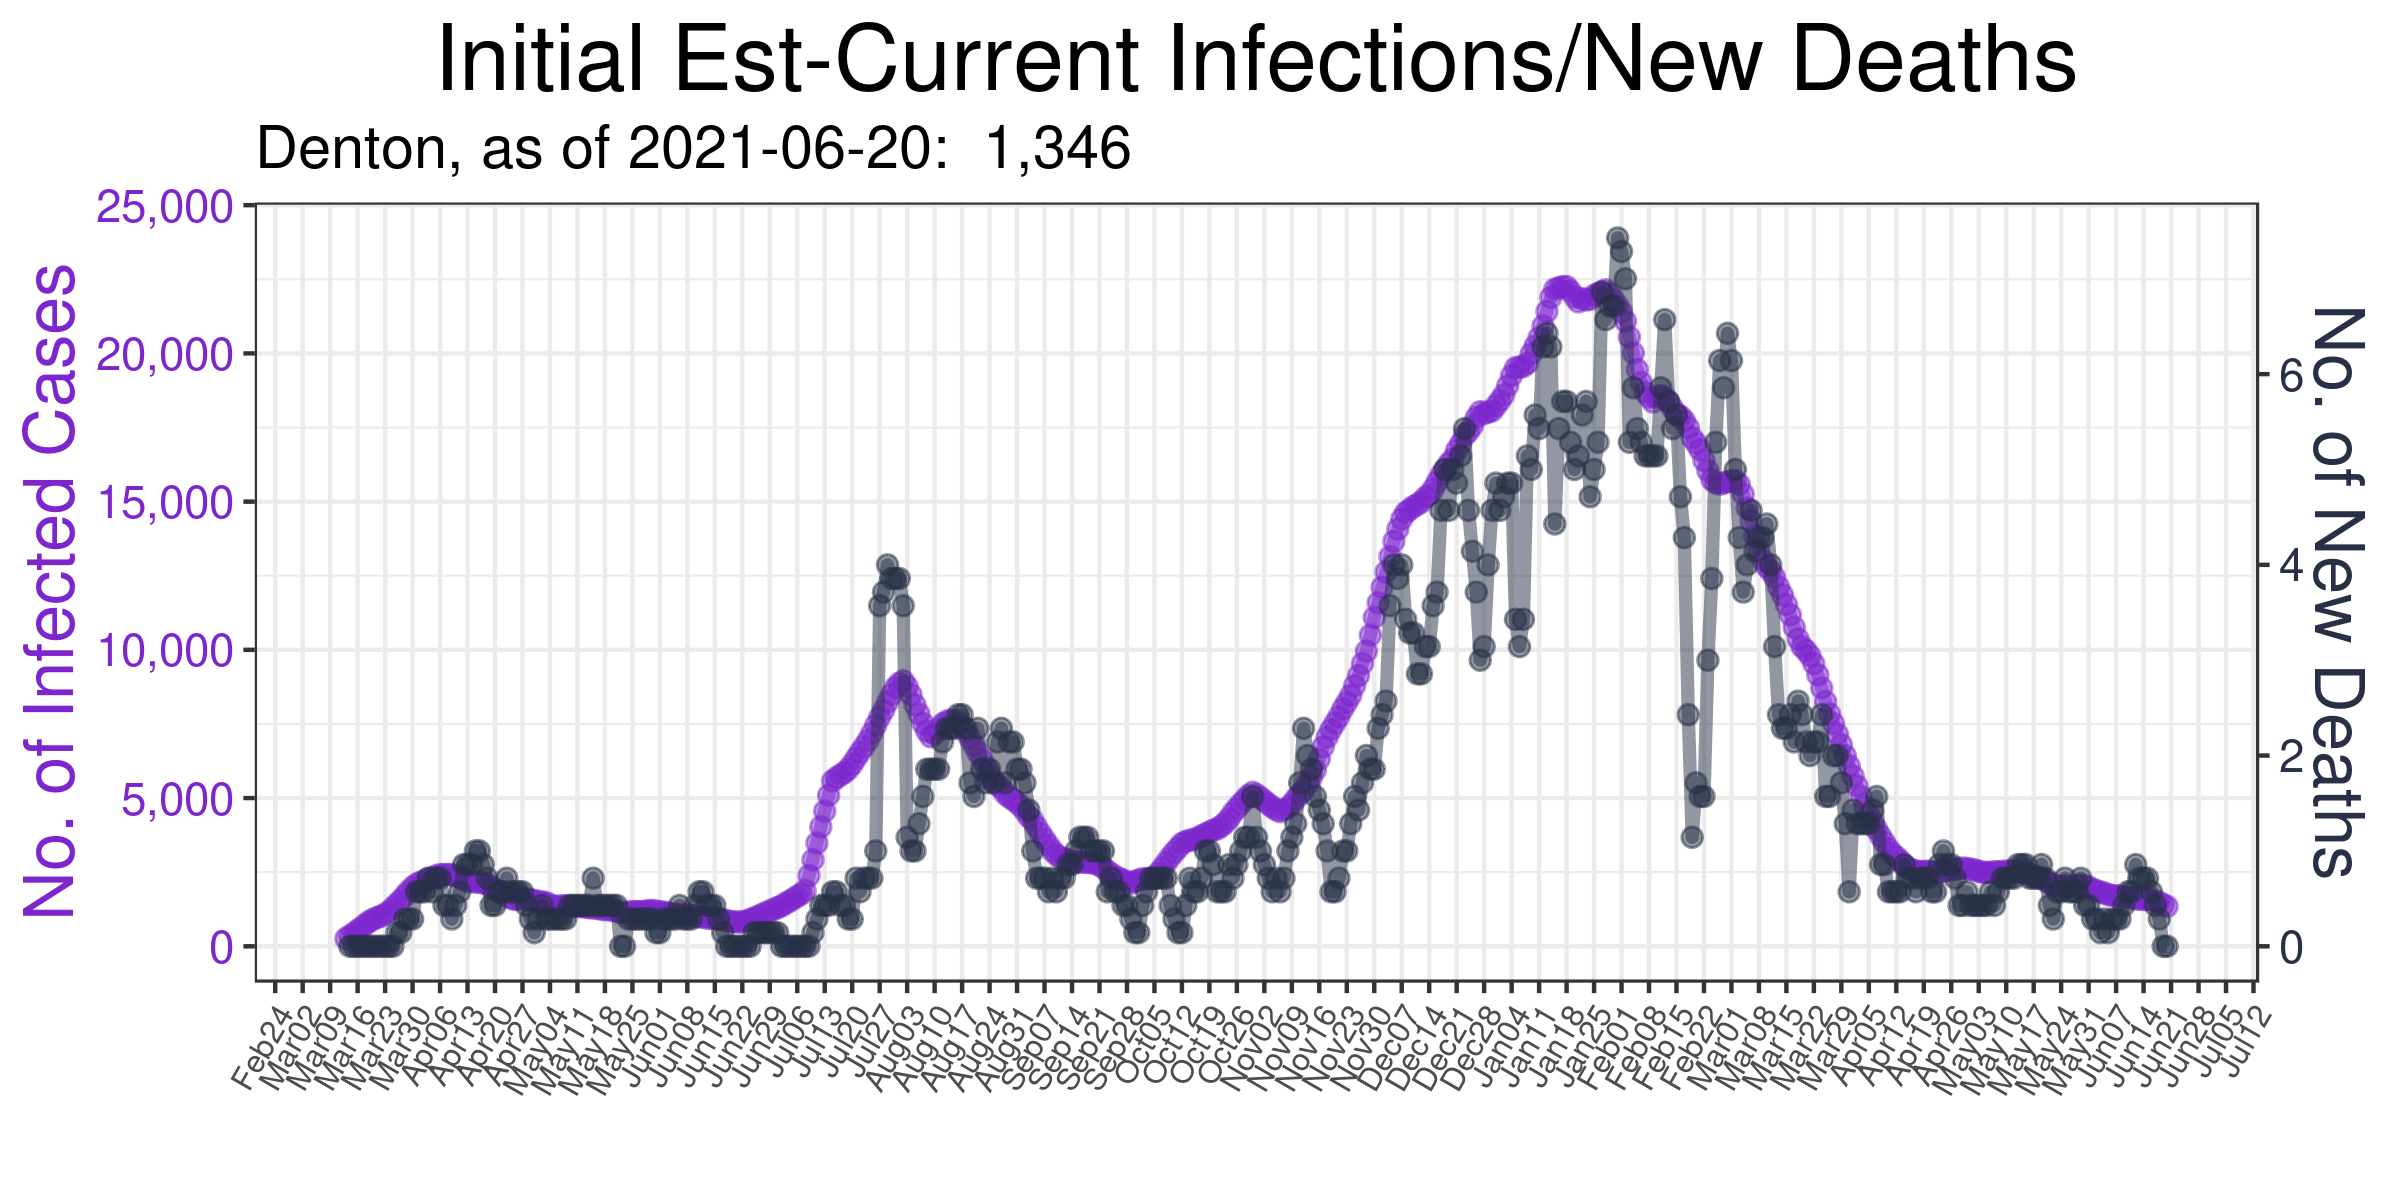 Initial Est-Current Infections/New Deaths
Denton, as of 2021-06-20:  1,346
No. of Infected Cases
25,000
20,000
15,000
10,000
5,000
0
6
4
2
0
No. of New Deaths
Feb24
Mar02
Mar09
Mar16
Mar23
Mar30
Apr06
Apr13
Apr20
Apr27
May04
May11
May18
May25
Jun01
Jun08
Jun15
Jun22
Jun29
Jul06
Jul13
Jul20
Jul27
Aug03
Aug10
Aug17
Aug24
Aug31
Sep07
Sep14
Sep21
Sep28
Oct05
Oct12
Oct19
Oct26
Nov02
Nov09
Nov16
Nov23
Nov30
Dec07
Dec14
Dec21
Dec28
Jan04
Jan11
Jan18
Jan25
Feb01
Feb08
Feb15
Feb22
Mar01
Mar08
Mar15
Mar22
Mar29
Apr05
Apr12
Apr19
Apr26
May03
May10
May17
May24
May31
Jun07
Jun14
Jun21
Jun28
Jul05
Jul12